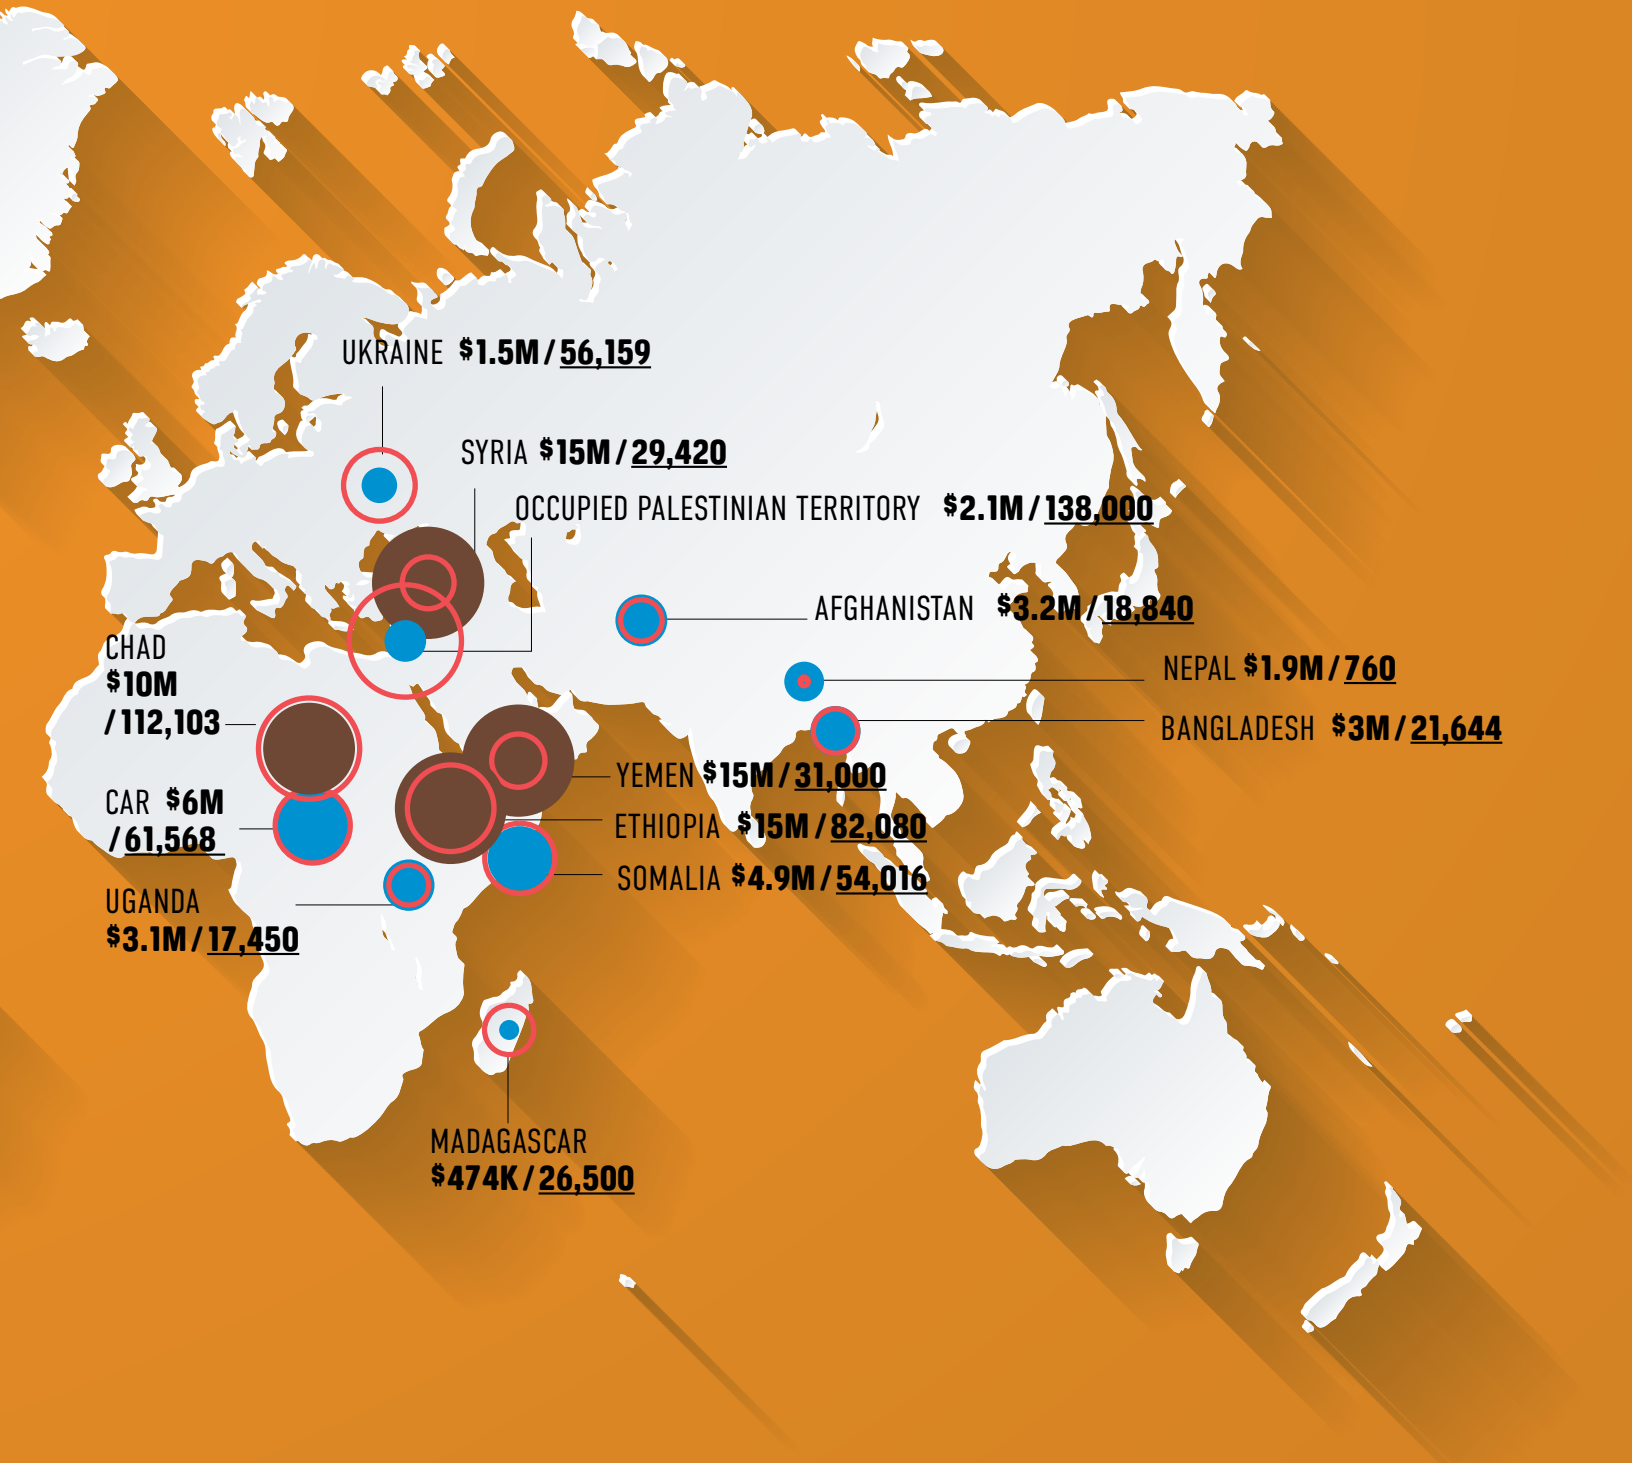 UKRAINE $1.5M/56,159
SYRIA $15M/29,420
OCCUPIED PALESTINIAN TERRITORY $2.1M/138,000
AFGHANISTAN $3.2M/18,840
CHAD
$10M
/112,103
NEPAL $1.9M/760
BANGLADESH $3M/21,644
YEMEN $15M/31,000
CAR $6M
/61,568
ETHIOPIA $15M/82,080
SOMALIA $4.9M/54,016
UGANDA
$3.1M/17,450
MADAGASCAR
$474K/26,500